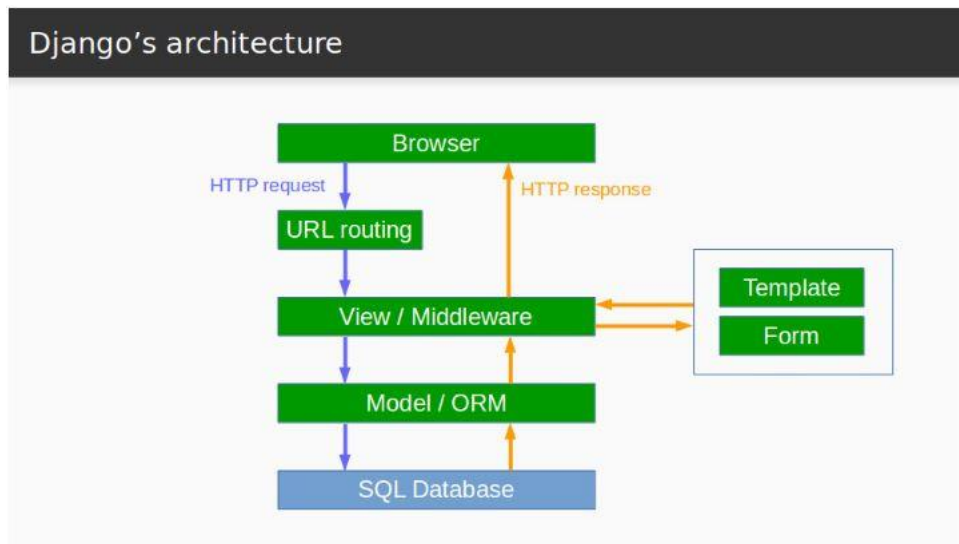 Django’s architecture
Browser
HTTP request
HTTP response
URL routing
View / Middleware
Template
Form
Model / ORM
SQL Database